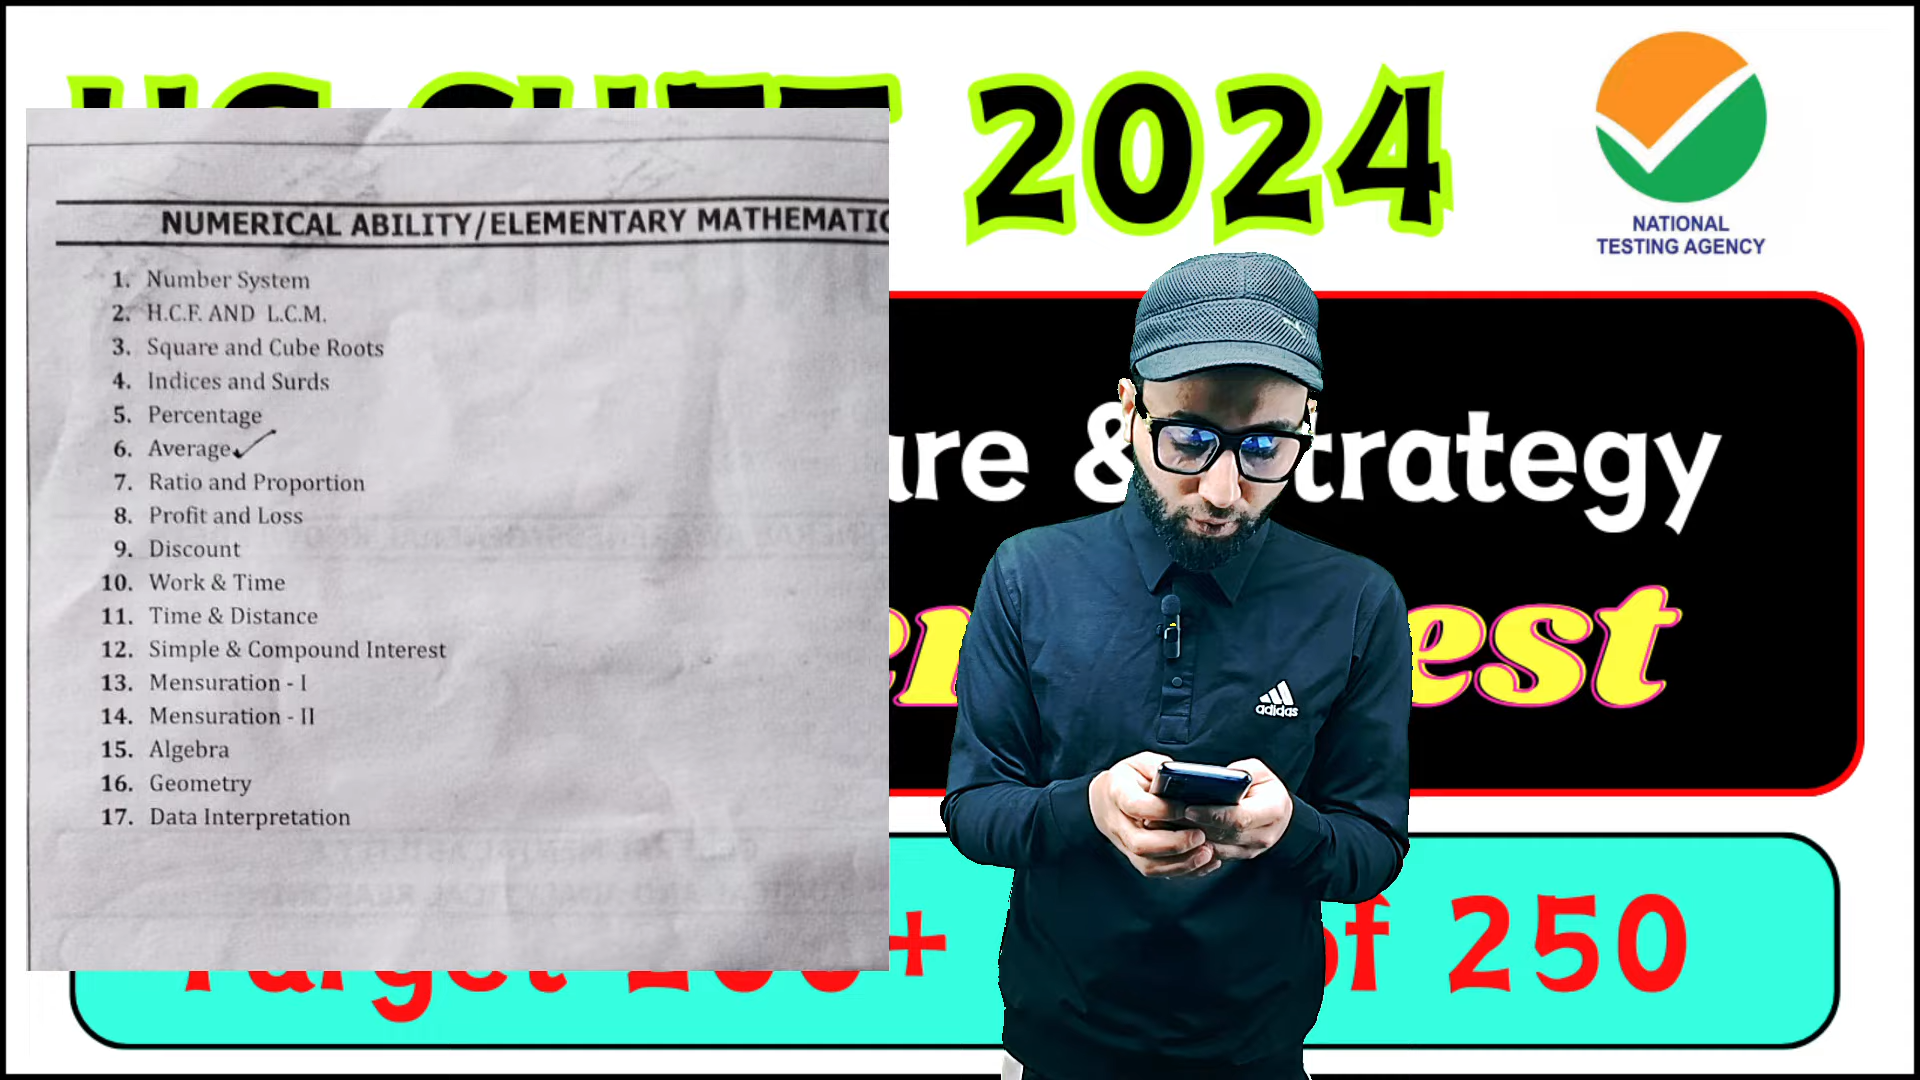 2024
NATIONAL
TESTING AGENCY
NUMERICAL ABILITY/ELEMENTARY MATHEMATIC
1. Number System
2. H.C.F. AND L.C.M.
3. Square and Cube Roots
4. Indices and Surds
5. Percentage
6. Average
7. Ratio and Proportion
8. Profit and Loss
9. Discount
10. Work & Time
11. Time & Distance
12. Simple & Compound Interest
13. Mensuration - I
14. Mensuration - II
15. Algebra
16. Geometry
17. Data Interpretation
& Strategy
est
adidas
Target + of 250